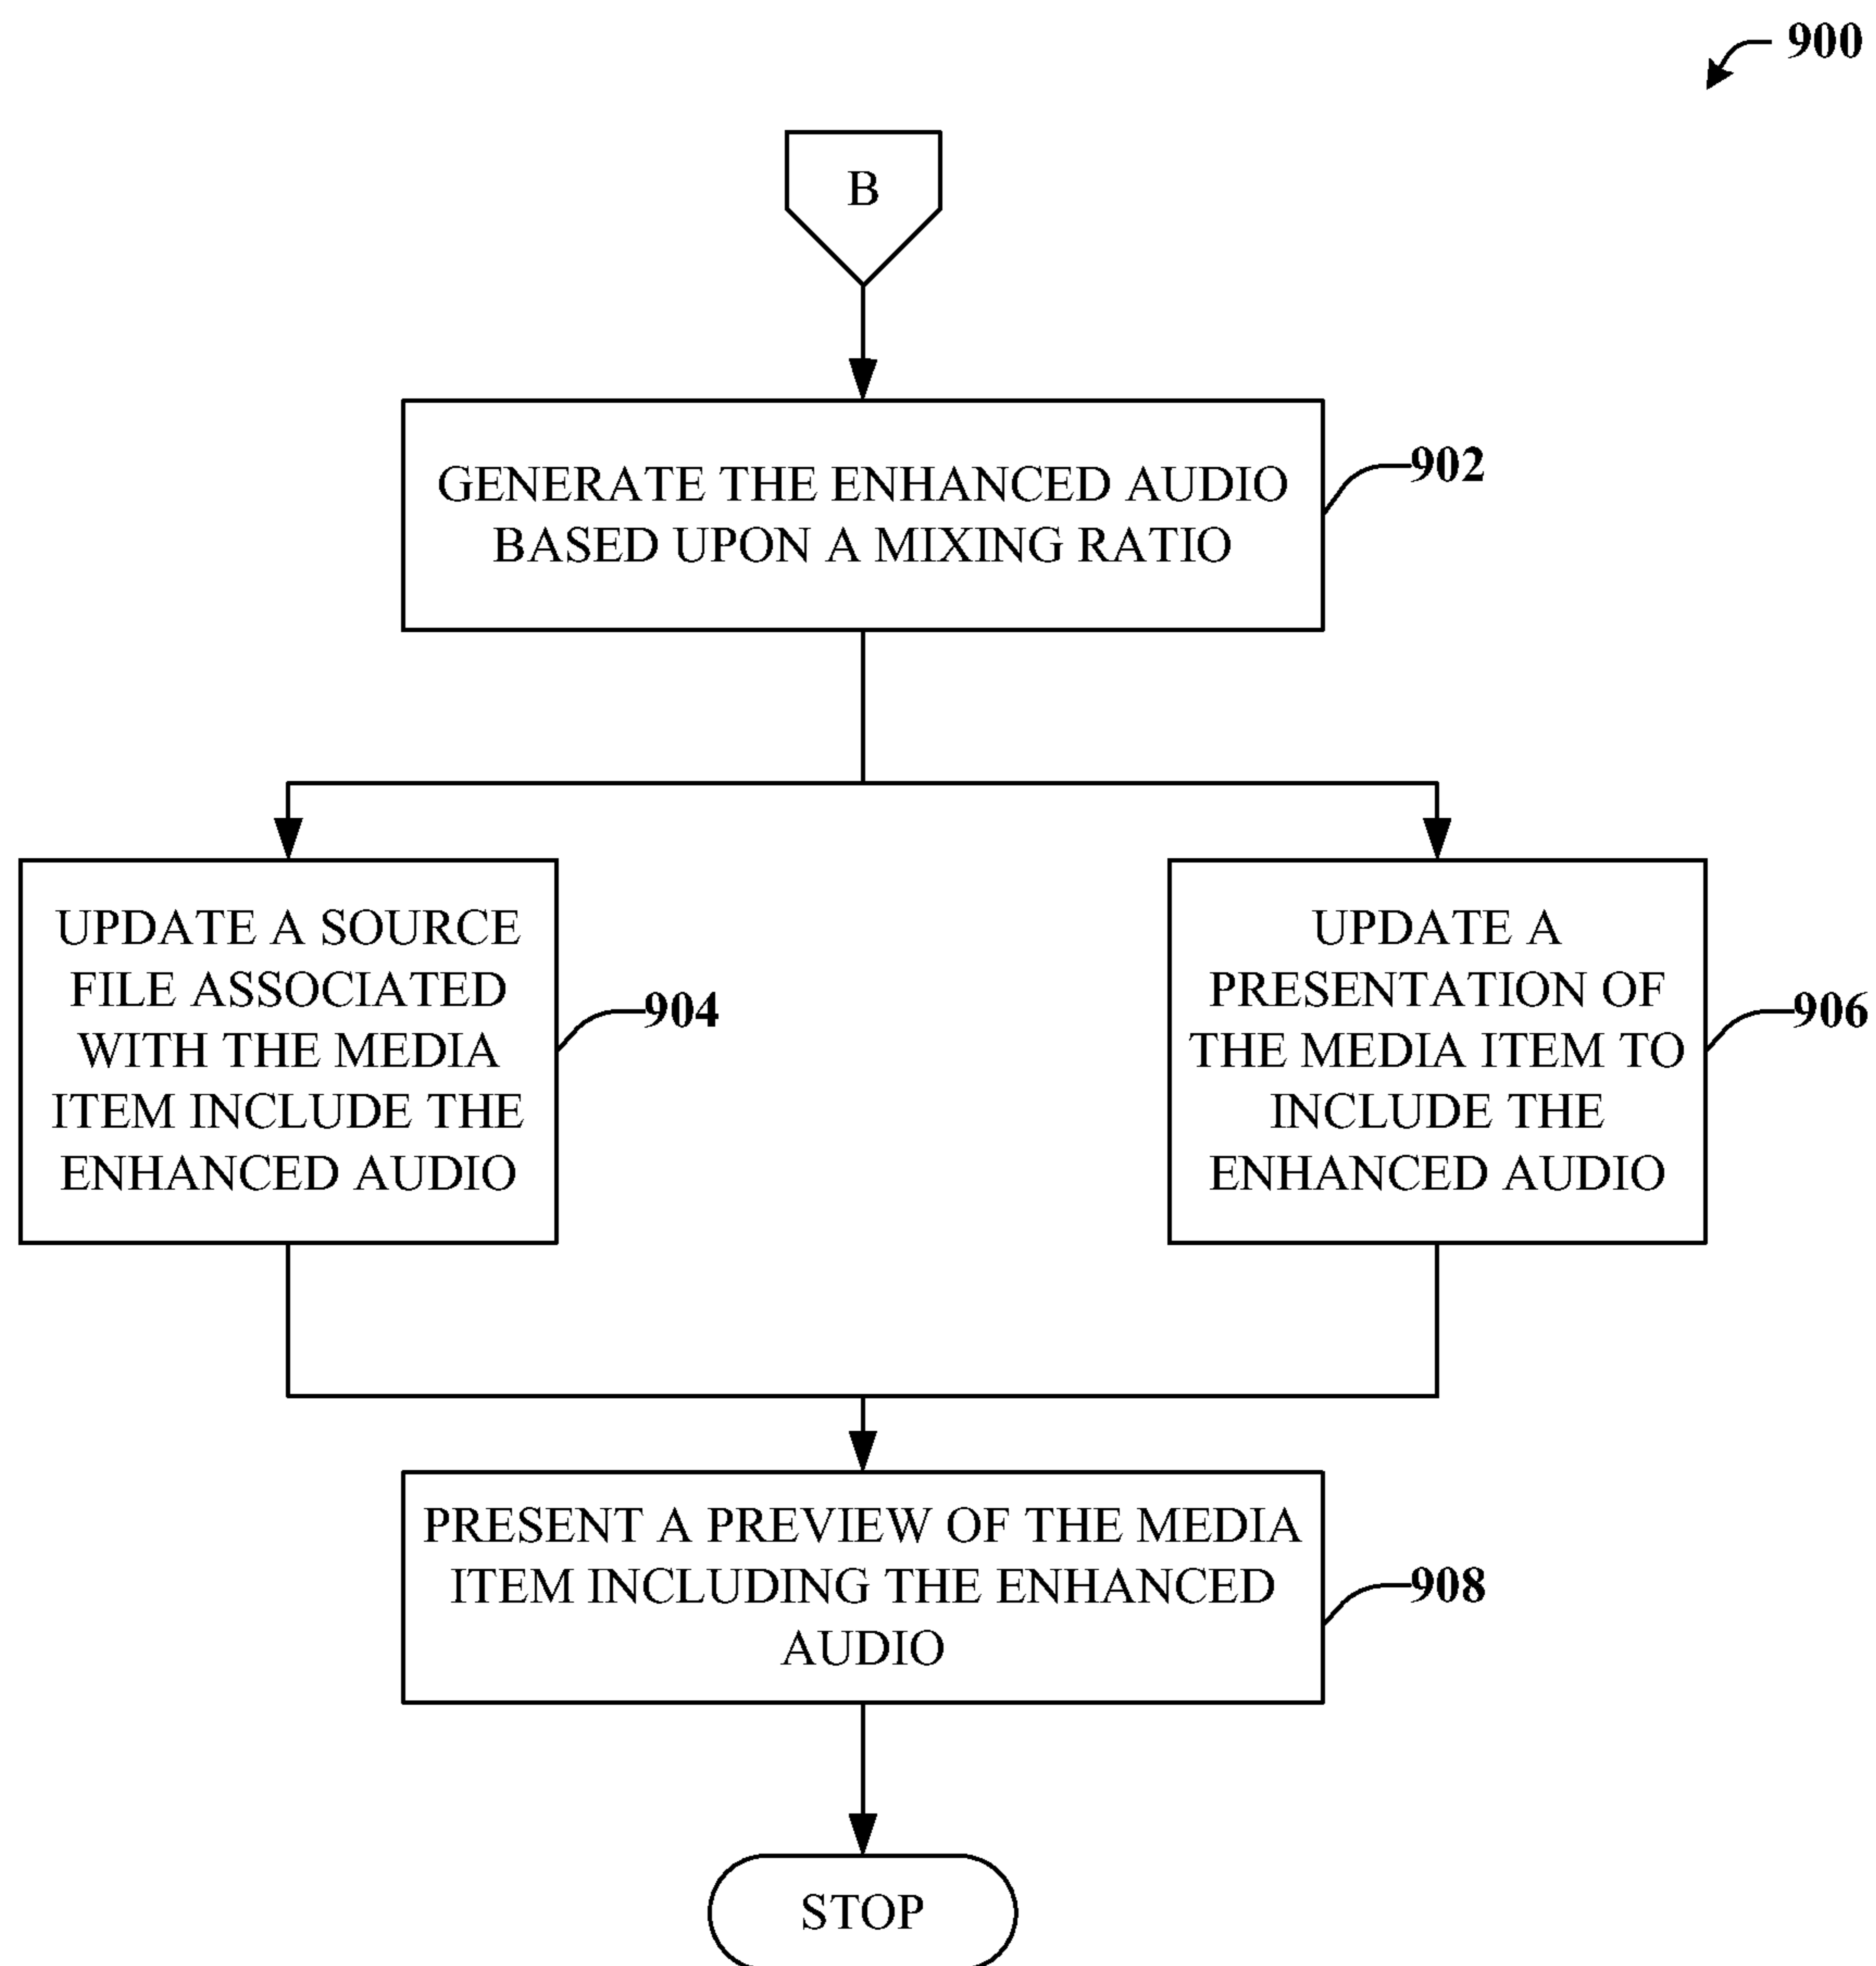 900
B
GENERATE THE ENHANCED AUDIO
BASED UPON A MIXING RATIO
902
UPDATE A SOURCE
FILE ASSOCIATED
WITH THE MEDIA
ITEM INCLUDE THE
ENHANCED AUDIO
904
UPDATE A
PRESENTATION OF
THE MEDIA ITEM TO
INCLUDE THE
ENHANCED AUDIO
906
PRESENT A PREVIEW OF THE MEDIA
ITEM INCLUDING THE ENHANCED
AUDIO
908
STOP